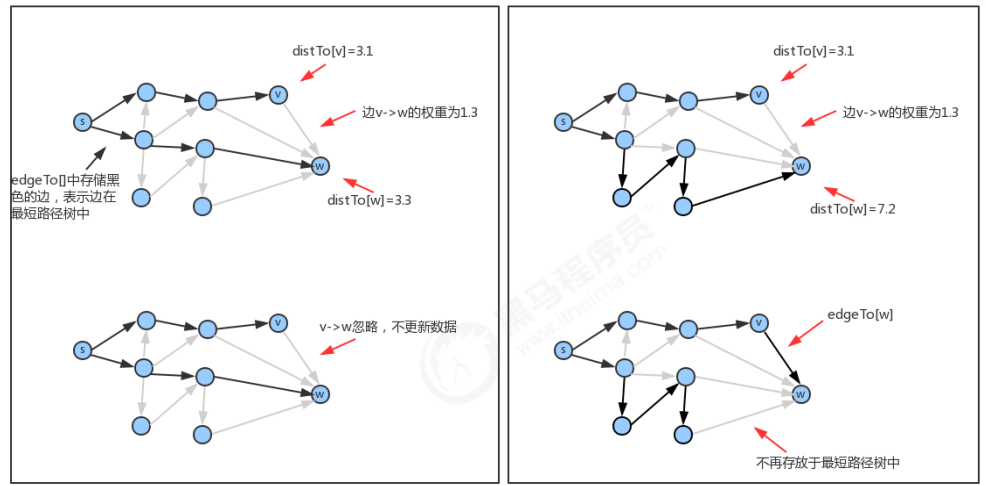 distTo[v]=3.1
s
v
边v->w的权重为1.3
w
edgeTo[]中存储黑
色的边，表示边在
最短路径树中
distTo[w]=3.3
s
v
v->w忽略，不更新数据
w
distTo[v]=3.1
s
v
边v->w的权重为1.3
w
distTo[w]=7.2
edgeTo[w]
s
v
w
不再存放于最短路径树中
黑马程序员™
www.itheima.com